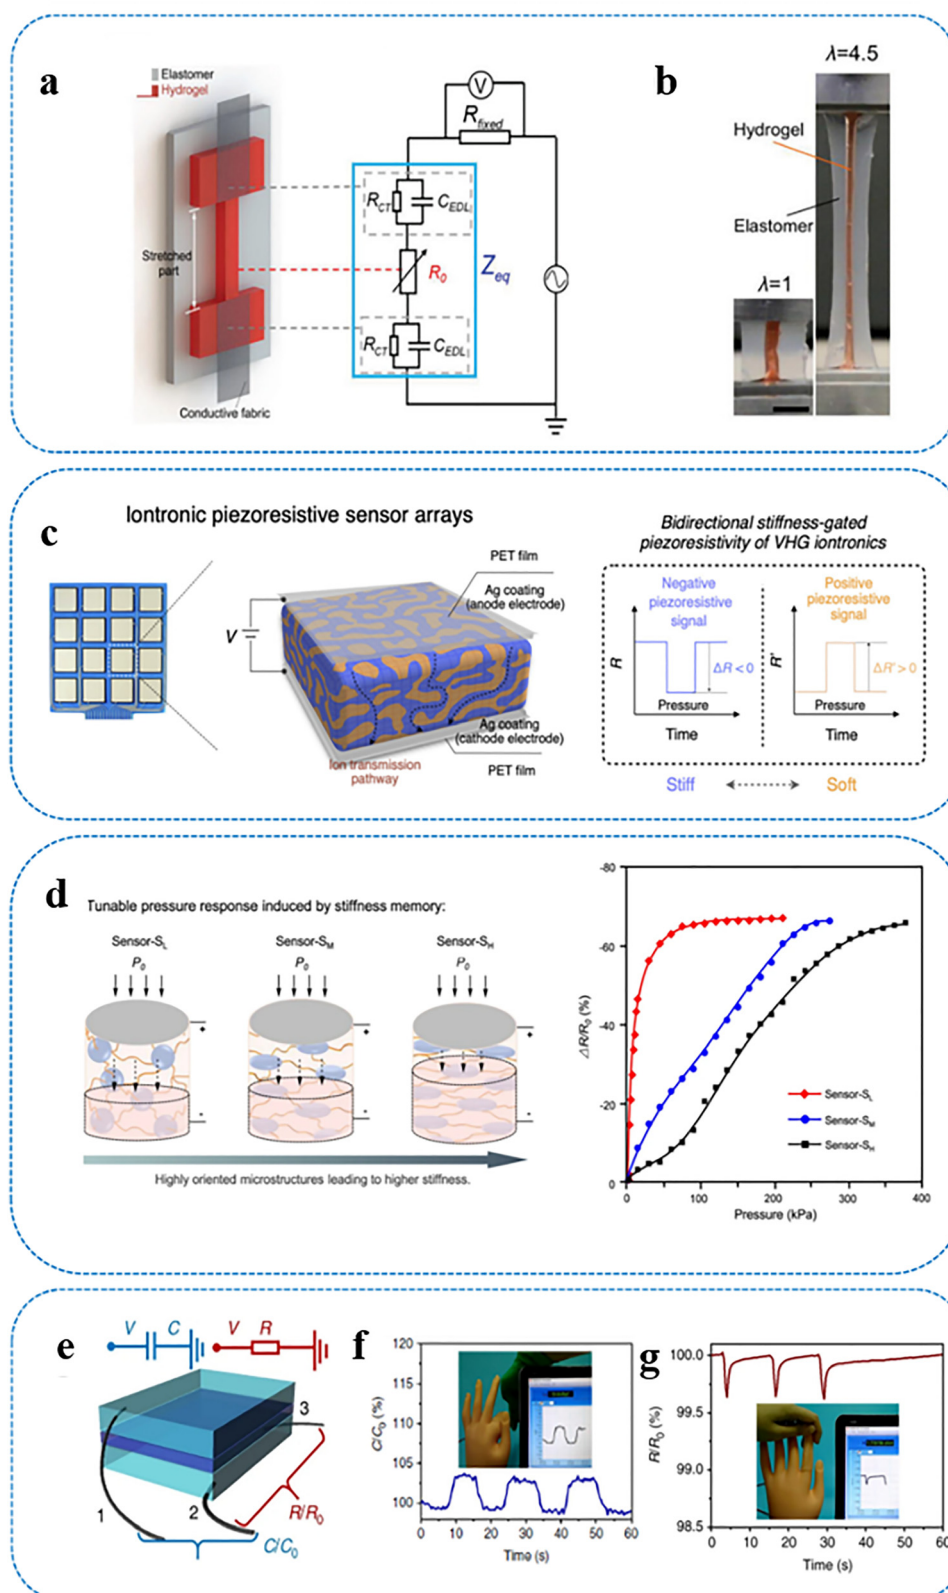 a
Elastomer
Hydrogel
Stretched
part
Conductive fabric
V
R_fixed
R_CT
C_EDL
R_0
Z_eq
R_CT
C_EDL
b
λ=4.5
Hydrogel
Elastomer
λ=1
c
Iontronic piezoresistive sensor arrays
PET film
Ag coating
(anode electrode)
V
Ag coating
(cathode electrode)
Ion transmission
pathway
PET film
Bidirectional stiffness-gated
piezoresistivity of VHG iontronics
Negative
piezoresistive
signal
Positive
piezoresistive
signal
R
ΔR < 0
Pressure
Time
R'
ΔR' > 0
Pressure
Time
Stiff
Soft
d
Tunable pressure response induced by stiffness memory:
Sensor-S_L
Sensor-S_M
Sensor-S_H
P_0
P_0
P_0
+
+
+
-
-
-
Highly oriented microstructures leading to higher stiffness.
ΔR/R_0 (%)
-80
-60
-40
-20
0
Sensor-S_L
Sensor-S_M
Sensor-S_H
0 100 200 300 400
Pressure (kPa)
e
V C
V R
1
2
3
R/R_0
C/C_0
f
C/C_0 (%)
120
115
110
105
100
0 10 20 30 40 50 60
Time (s)
g
R/R_0 (%)
100.0
99.5
99.0
98.5
0 20 40 60
Time (s)